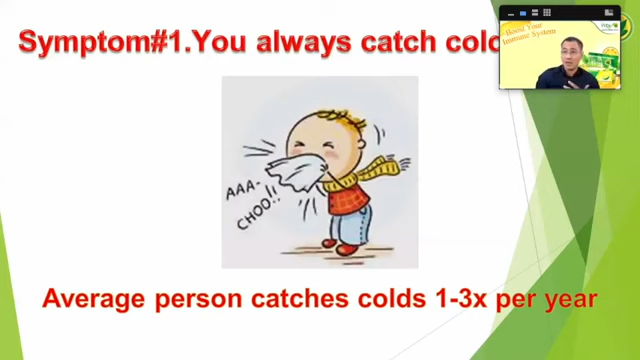 Symptom#1.You always catch col
Boost Your
Immune System
AAA-
CHOO!!
Average person catches colds 1-3x per year